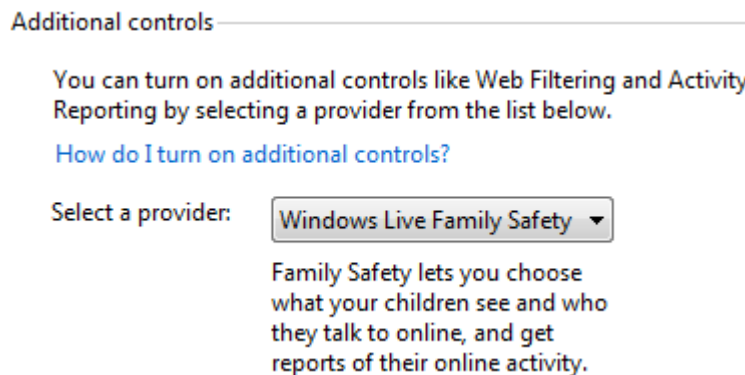 Additional controls
You can turn on additional controls like Web Filtering and Activity
Reporting by selecting a provider from the list below.
How do I turn on additional controls?
Select a provider: Windows Live Family Safety
Family Safety lets you choose
what your children see and who
they talk to online, and get
reports of their online activity.